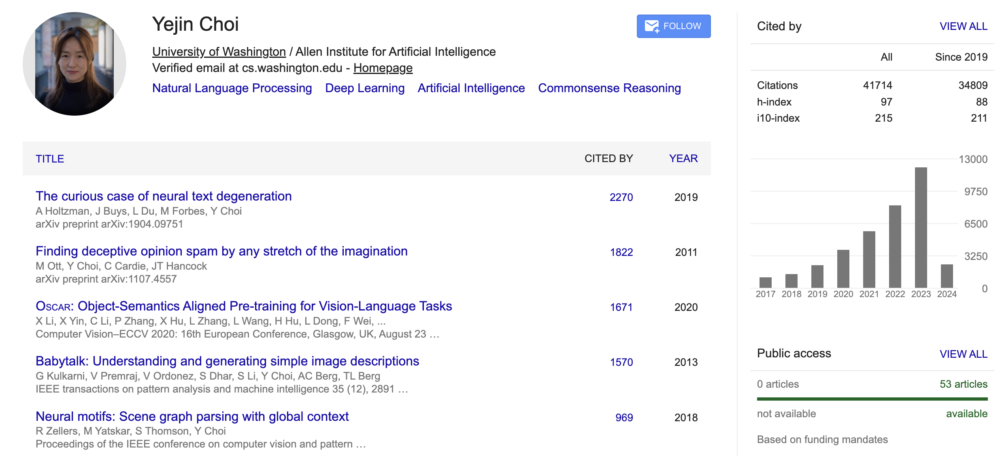 Yejin Choi
FOLLOW
University of Washington / Allen Institute for Artificial Intelligence
Verified email at cs.washington.edu - Homepage
Natural Language Processing Deep Learning Artificial Intelligence Commonsense Reasoning
TITLE CITED BY YEAR
The curious case of neural text degeneration 2270 2019
A Holtzman, J Buys, L Du, M Forbes, Y Choi
arXiv preprint arXiv:1904.09751
Finding deceptive opinion spam by any stretch of the imagination 1822 2011
M Ott, Y Choi, C Cardie, JT Hancock
arXiv preprint arXiv:1107.4557
Oscar: Object-Semantics Aligned Pre-training for Vision-Language Tasks 1671 2020
X Li, X Yin, C Li, P Zhang, X Hu, L Zhang, L Wang, H Hu, L Dong, F Wei, ...
Computer Vision–ECCV 2020: 16th European Conference, Glasgow, UK, August 23 …
Babytalk: Understanding and generating simple image descriptions 1570 2013
G Kulkarni, V Premraj, V Ordonez, S Dhar, S Li, Y Choi, AC Berg, TL Berg
IEEE transactions on pattern analysis and machine intelligence 35 (12), 2891 …
Neural motifs: Scene graph parsing with global context 969 2018
R Zellers, M Yatskar, S Thomson, Y Choi
Proceedings of the IEEE conference on computer vision and pattern …
Cited by VIEW ALL
All Since 2019
Citations 41714 34809
h-index 97 88
i10-index 215 211
13000
9750
6500
3250
0
2017 2018 2019 2020 2021 2022 2023 2024
Public access VIEW ALL
0 articles 53 articles
not available available
Based on funding mandates